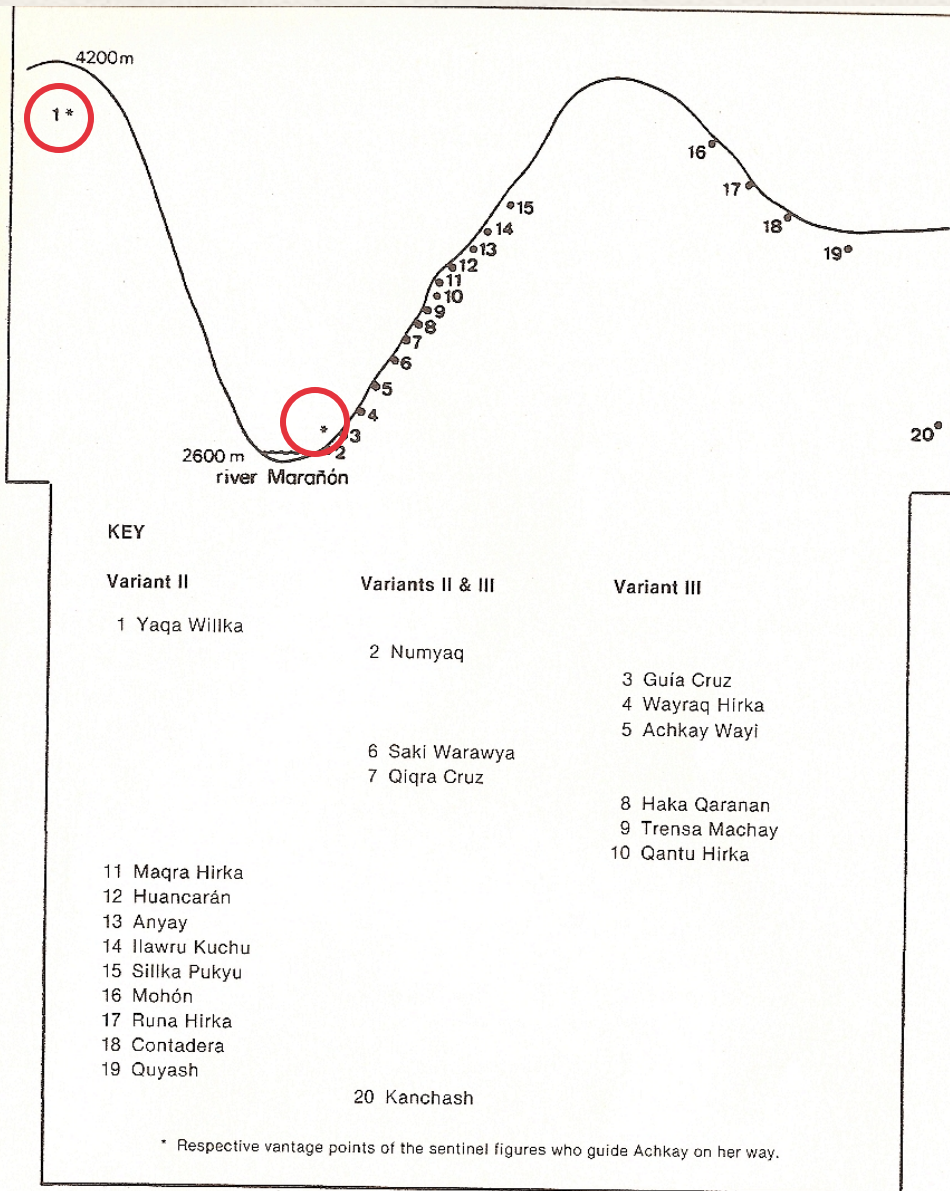 4200m
1 *
16
15
17
14
18
13
19
12
11
10
9
8
7
6
5
4
*
3
20
2600 m
2
river Marañón
KEY
Variant II
Variants II & III
Variant III
1 Yaqa Willka
2 Numyaq
3 Guía Cruz
4 Wayraq Hirka
5 Achkay Wayi
6 Saki Warawya
7 Qiqra Cruz
8 Haka Qaranan
9 Trensa Machay
10 Qantu Hirka
11 Maqra Hirka
12 Huancarán
13 Anyay
14 Ilawru Kuchu
15 Sillka Pukyu
16 Mohón
17 Runa Hirka
18 Contadera
19 Quyash
20 Kanchash
* Respective vantage points of the sentinel figures who guide Achkay on her way.